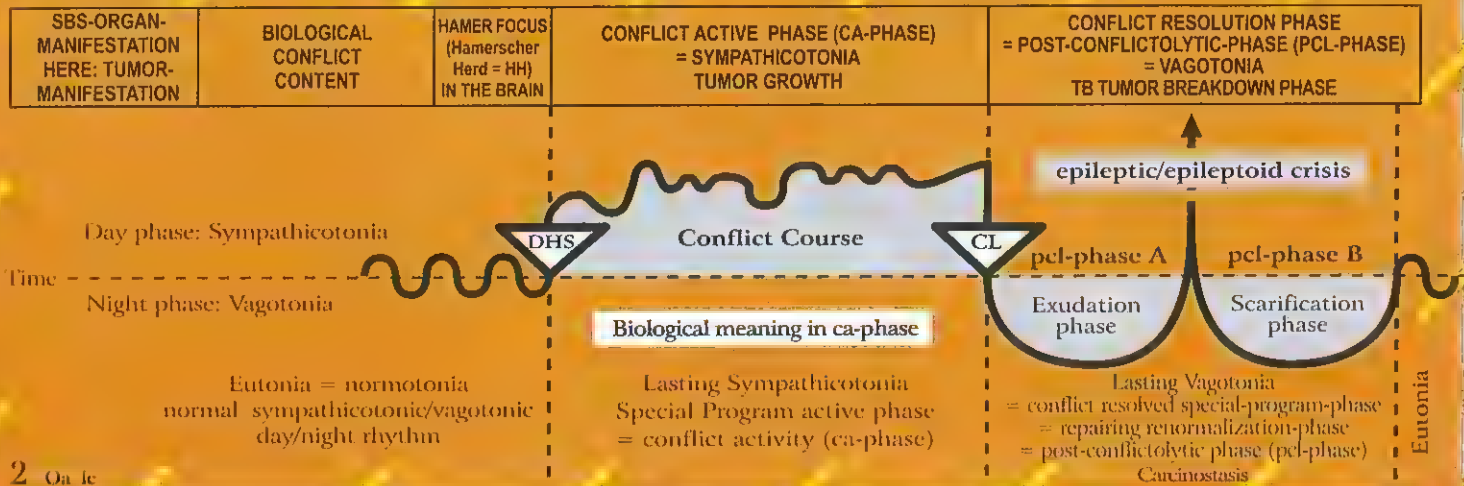 SBS-ORGAN-
MANIFESTATION
HERE: TUMOR-
MANIFESTATION
BIOLOGICAL
CONFLICT
CONTENT
HAMER FOCUS
(Hamerscher
Herd = HH)
IN THE BRAIN
CONFLICT ACTIVE PHASE (CA-PHASE)
= SYMPATHICOTONIA
TUMOR GROWTH
CONFLICT RESOLUTION PHASE
= POST-CONFLICTOLYTIC-PHASE (PCL-PHASE)
= VAGOTONIA
TB TUMOR BREAKDOWN PHASE
epileptic/epileptoid crisis
Day phase: Sympathicotonia
DHS
Conflict Course
CL
pcl-phase A
pcl-phase B
Time
Night phase: Vagotonia
Exudation
phase
Scarification
phase
Biological meaning in ca-phase
Eutonia = normotonia
normal sympathicotonic/vagotonic
day/night rhythm
Lasting Sympathicotonia
Special Program active phase
= conflict activity (ca-phase)
Lasting Vagotonia
= conflict resolved special-program-phase
= repairing renormalization-phase
= post-conflictolytic phase (pcl-phase)
Carcinostasis
Eutonia
2